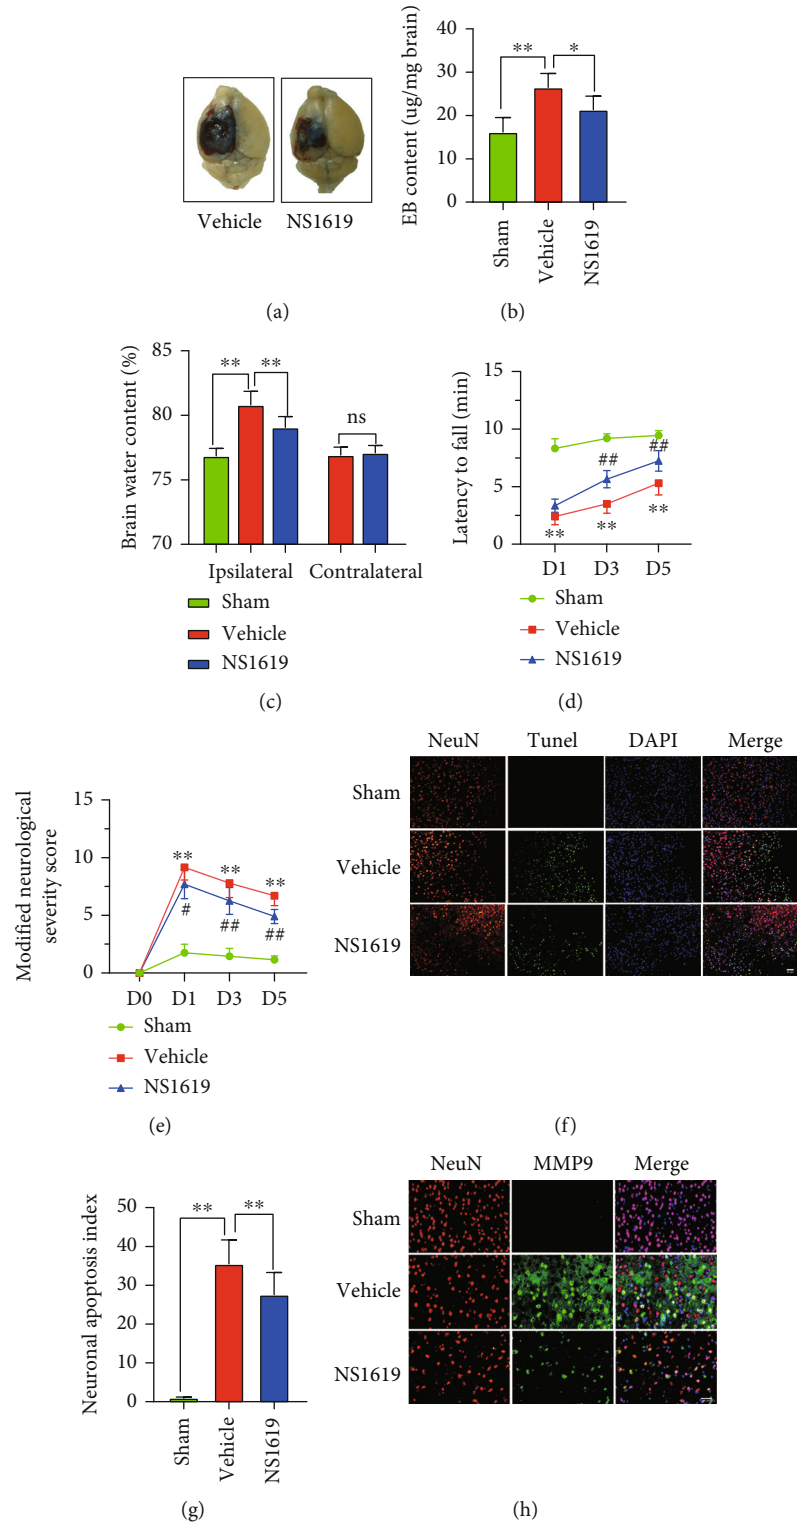 Vehicle NS1619
(a)
EB content (ug/mg brain)
40
30
20
10
0
**
*
Sham
Vehicle
NS1619
(b)
Brain water content (%)
85
80
75
70
**
**
ns
Ipsilateral Contralateral
Sham
Vehicle
NS1619
(c)
Latency to fall (min)
15
10
5
0
##
##
**
**
**
D1 D3 D5
Sham
Vehicle
NS1619
(d)
Modified neurological
severity score
15
10
5
0
**
**
**
#
##
##
D0 D1 D3 D5
Sham
Vehicle
NS1619
(e)
NeuN Tunel DAPI Merge
Sham
Vehicle
NS1619
(f)
Neuronal apoptosis index
50
40
30
20
10
0
**
**
Sham
Vehicle
NS1619
(g)
NeuN MMP9 Merge
Sham
Vehicle
NS1619
(h)